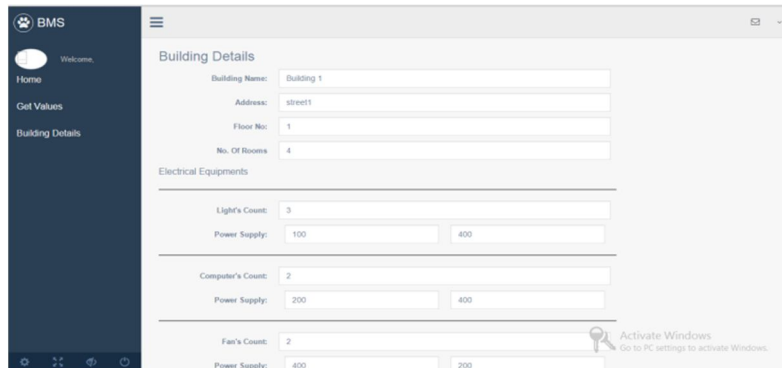 BMS
Welcome,
Home
Get Values
Building Details
Building Details
Building Name: Building 1
Address: street1
Floor No: 1
No. Of Rooms 4
Electrical Equipments
Light's Count: 3
Power Supply: 100 400
Computer's Count: 2
Power Supply: 200 400
Fan's Count: 2
Power Supply: 400 200
Activate Windows
Go to PC settings to activate Windows.